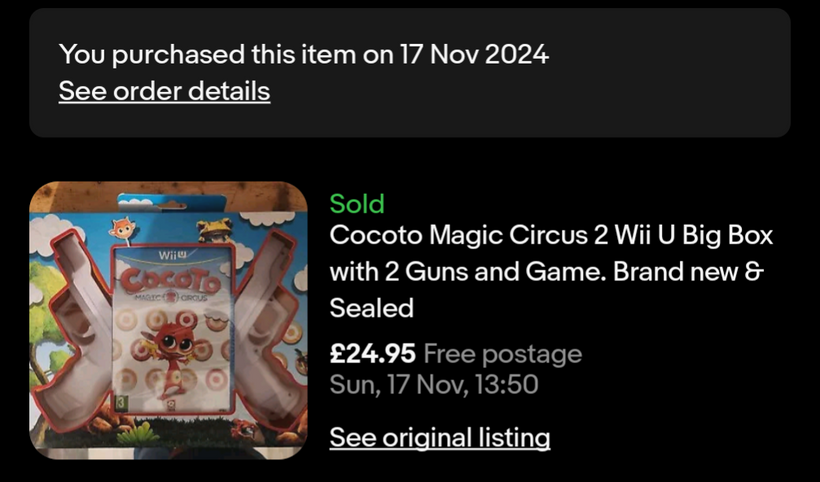 You purchased this item on 17 Nov 2024
See order details
Sold
Cocoto Magic Circus 2 Wii U Big Box
with 2 Guns and Game. Brand new &
Sealed
£24.95 Free postage
Sun, 17 Nov, 13:50
See original listing
Wii U
COCOTO
MAGIC CIRCUS
3